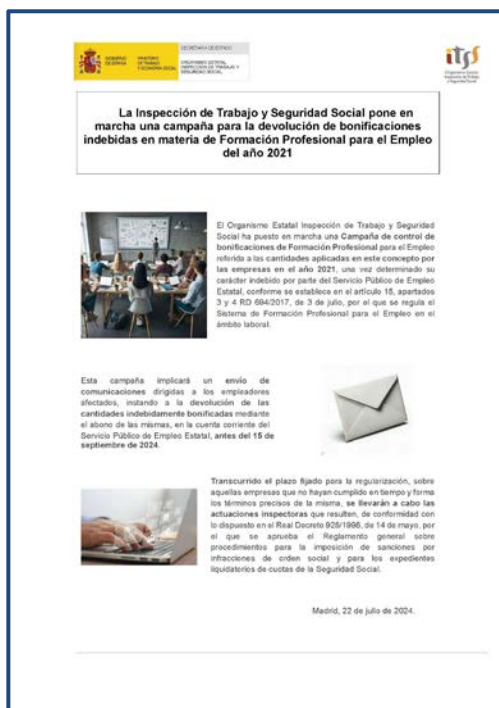 GOBIERNO
DE ESPAÑA
MINISTERIO
DE TRABAJO
Y ECONOMÍA SOCIAL
SECRETARÍA DE ESTADO
ORGANISMO ESTATAL
INSPECCIÓN DE TRABAJO Y
SEGURIDAD SOCIAL
itss
Organismo Estatal
Inspección de Trabajo
y Seguridad Social
La Inspección de Trabajo y Seguridad Social pone en
marcha una campaña para la devolución de bonificaciones
indebidas en materia de Formación Profesional para el Empleo
del año 2021
El Organismo Estatal Inspección de Trabajo y Seguridad
Social ha puesto en marcha una Campaña de control de
bonificaciones de Formación Profesional para el Empleo
referida a las cantidades aplicadas en este concepto por
las empresas en el año 2021, una vez determinado su
carácter indebido por parte del Servicio Público de Empleo
Estatal, conforme se establece en el artículo 18, apartados
3 y 4 RD 694/2017, de 3 de julio, por el que se regula el
Sistema de Formación Profesional para el Empleo en el
ámbito laboral.
Esta campaña implicará un envío de
comunicaciones dirigidas a los empleadores
afectados, instando a la devolución de las
cantidades indebidamente bonificadas mediante
el abono de las mismas, en la cuenta corriente del
Servicio Público de Empleo Estatal, antes del 15 de
septiembre de 2024.
Transcurrido el plazo fijado para la regularización, sobre
aquellas empresas que no hayan cumplido en tiempo y forma
los términos precisos de la misma, se llevarán a cabo las
actuaciones inspectoras que resulten, de conformidad con
lo dispuesto en el Real Decreto 928/1998, de 14 de mayo, por
el que se aprueba el Reglamento general sobre
procedimientos para la imposición de sanciones por
infracciones de orden social y para los expedientes
liquidatorios de cuotas de la Seguridad Social.
Madrid, 22 de julio de 2024.